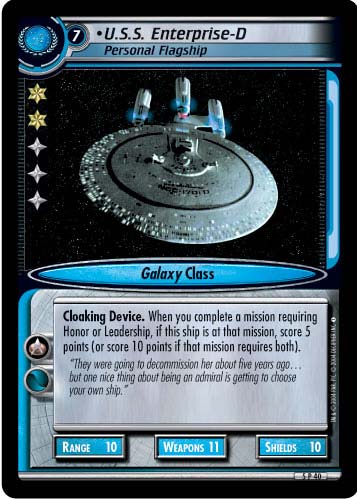 7 •U.S.S. Enterprise-D
Personal Flagship
Galaxy Class
Cloaking Device. When you complete a mission requiring
Honor or Leadership, if this ship is at that mission, score 5
points (or score 10 points if that mission requires both).
"They were going to decommission her about five years ago…
but one nice thing about being an admiral is getting to choose
your own ship."
RANGE 10 WEAPONS 11 SHIELDS 10
5 P 40